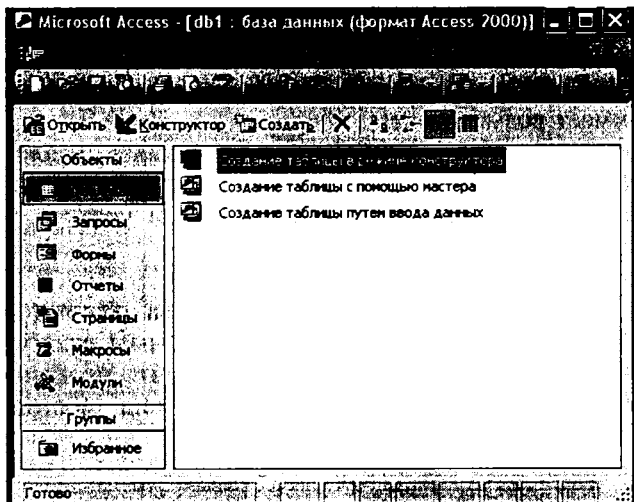 Microsoft Access - [db1 : база данных (формат Access 2000)]
Открыть Конструктор Создать
Объекты
Создание таблицы в режиме конструктора
Создание таблицы с помощью мастера
Создание таблицы путем ввода данных
Запросы
Формы
Отчеты
Страницы
Макросы
Модули
Группы
Избранное
Готово